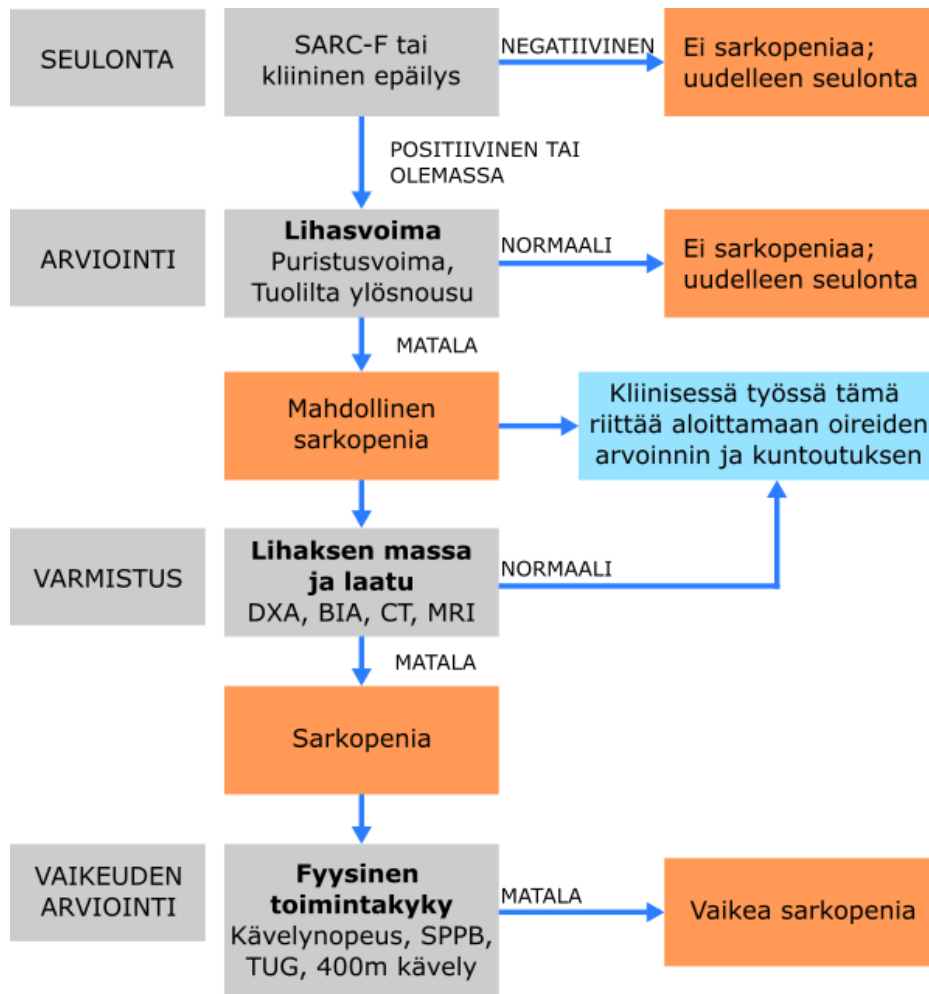 SEULONTA
SARC-F tai
kliininen epäilys
NEGATIIVINEN
Ei sarkopeniaa;
uudelleen seulonta
POSITIIVINEN TAI
OLEMASSA
ARVIOINTI
Lihasvoima
Puristusvoima,
Tuolilta ylösnousu
NORMAALI
Ei sarkopeniaa;
uudelleen seulonta
MATALA
Mahdollinen
sarkopenia
Kliinisessä työssä tämä
riittää aloittamaan oireiden
arvoinnin ja kuntoutuksen
VARMISTUS
Lihaksen massa
ja laatu
DXA, BIA, CT, MRI
NORMAALI
MATALA
Sarkopenia
VAIKEUDEN
ARVIOINTI
Fyysinen
toimintakyky
Kävelynopeus, SPPB,
TUG, 400m kävely
MATALA
Vaikea sarkopenia